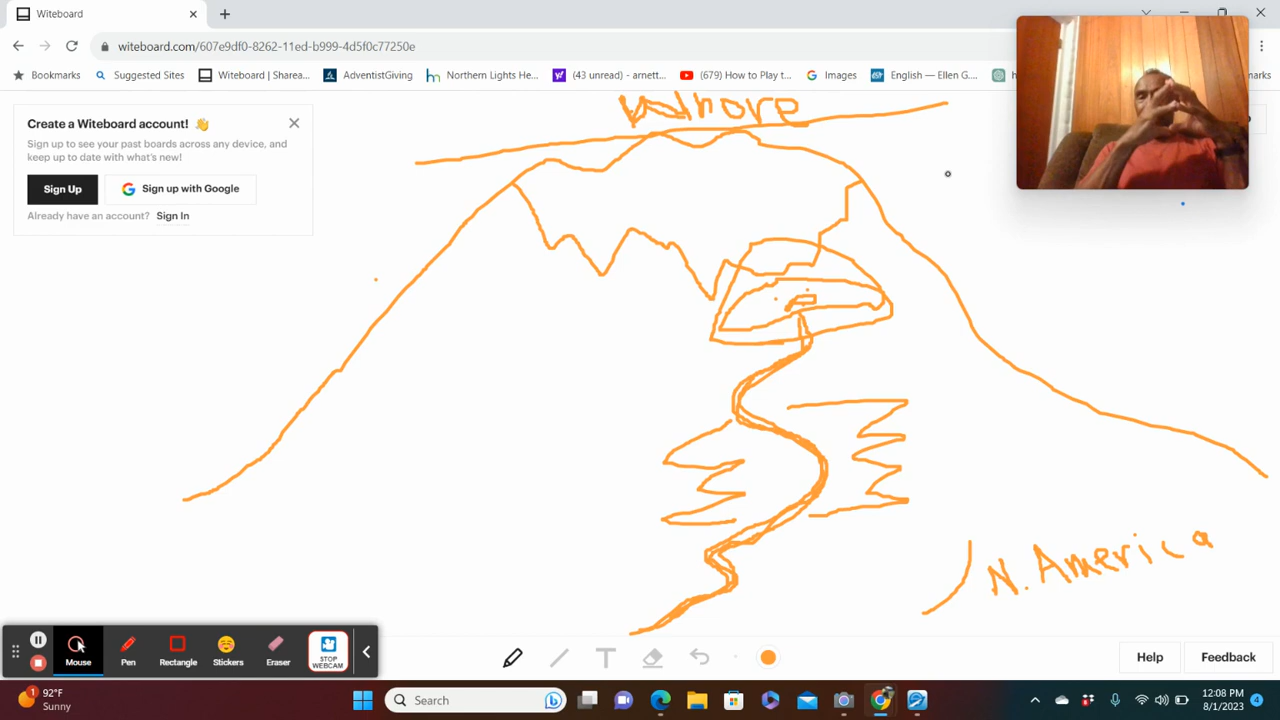 Witeboard
witeboard.com/607e9df0-8262-11ed-b999-4d5f0c77250e
Bookmarks
Suggested Sites
Witeboard | Sharea...
AdventistGiving
Northern Lights He...
(43 unread) - arnett...
(679) How to Play t...
Images
English — Ellen G...
Create a Witeboard account! 👋
Sign up to see your past boards across any device, and
keep up to date with what's new!
Sign Up
Sign up with Google
Already have an account? Sign In
N. America
Mouse
Pen
Rectangle
Stickers
Eraser
STOP
WEBCAM
Help
Feedback
1
92°F
Sunny
Search
12:08 PM
8/1/2023
4